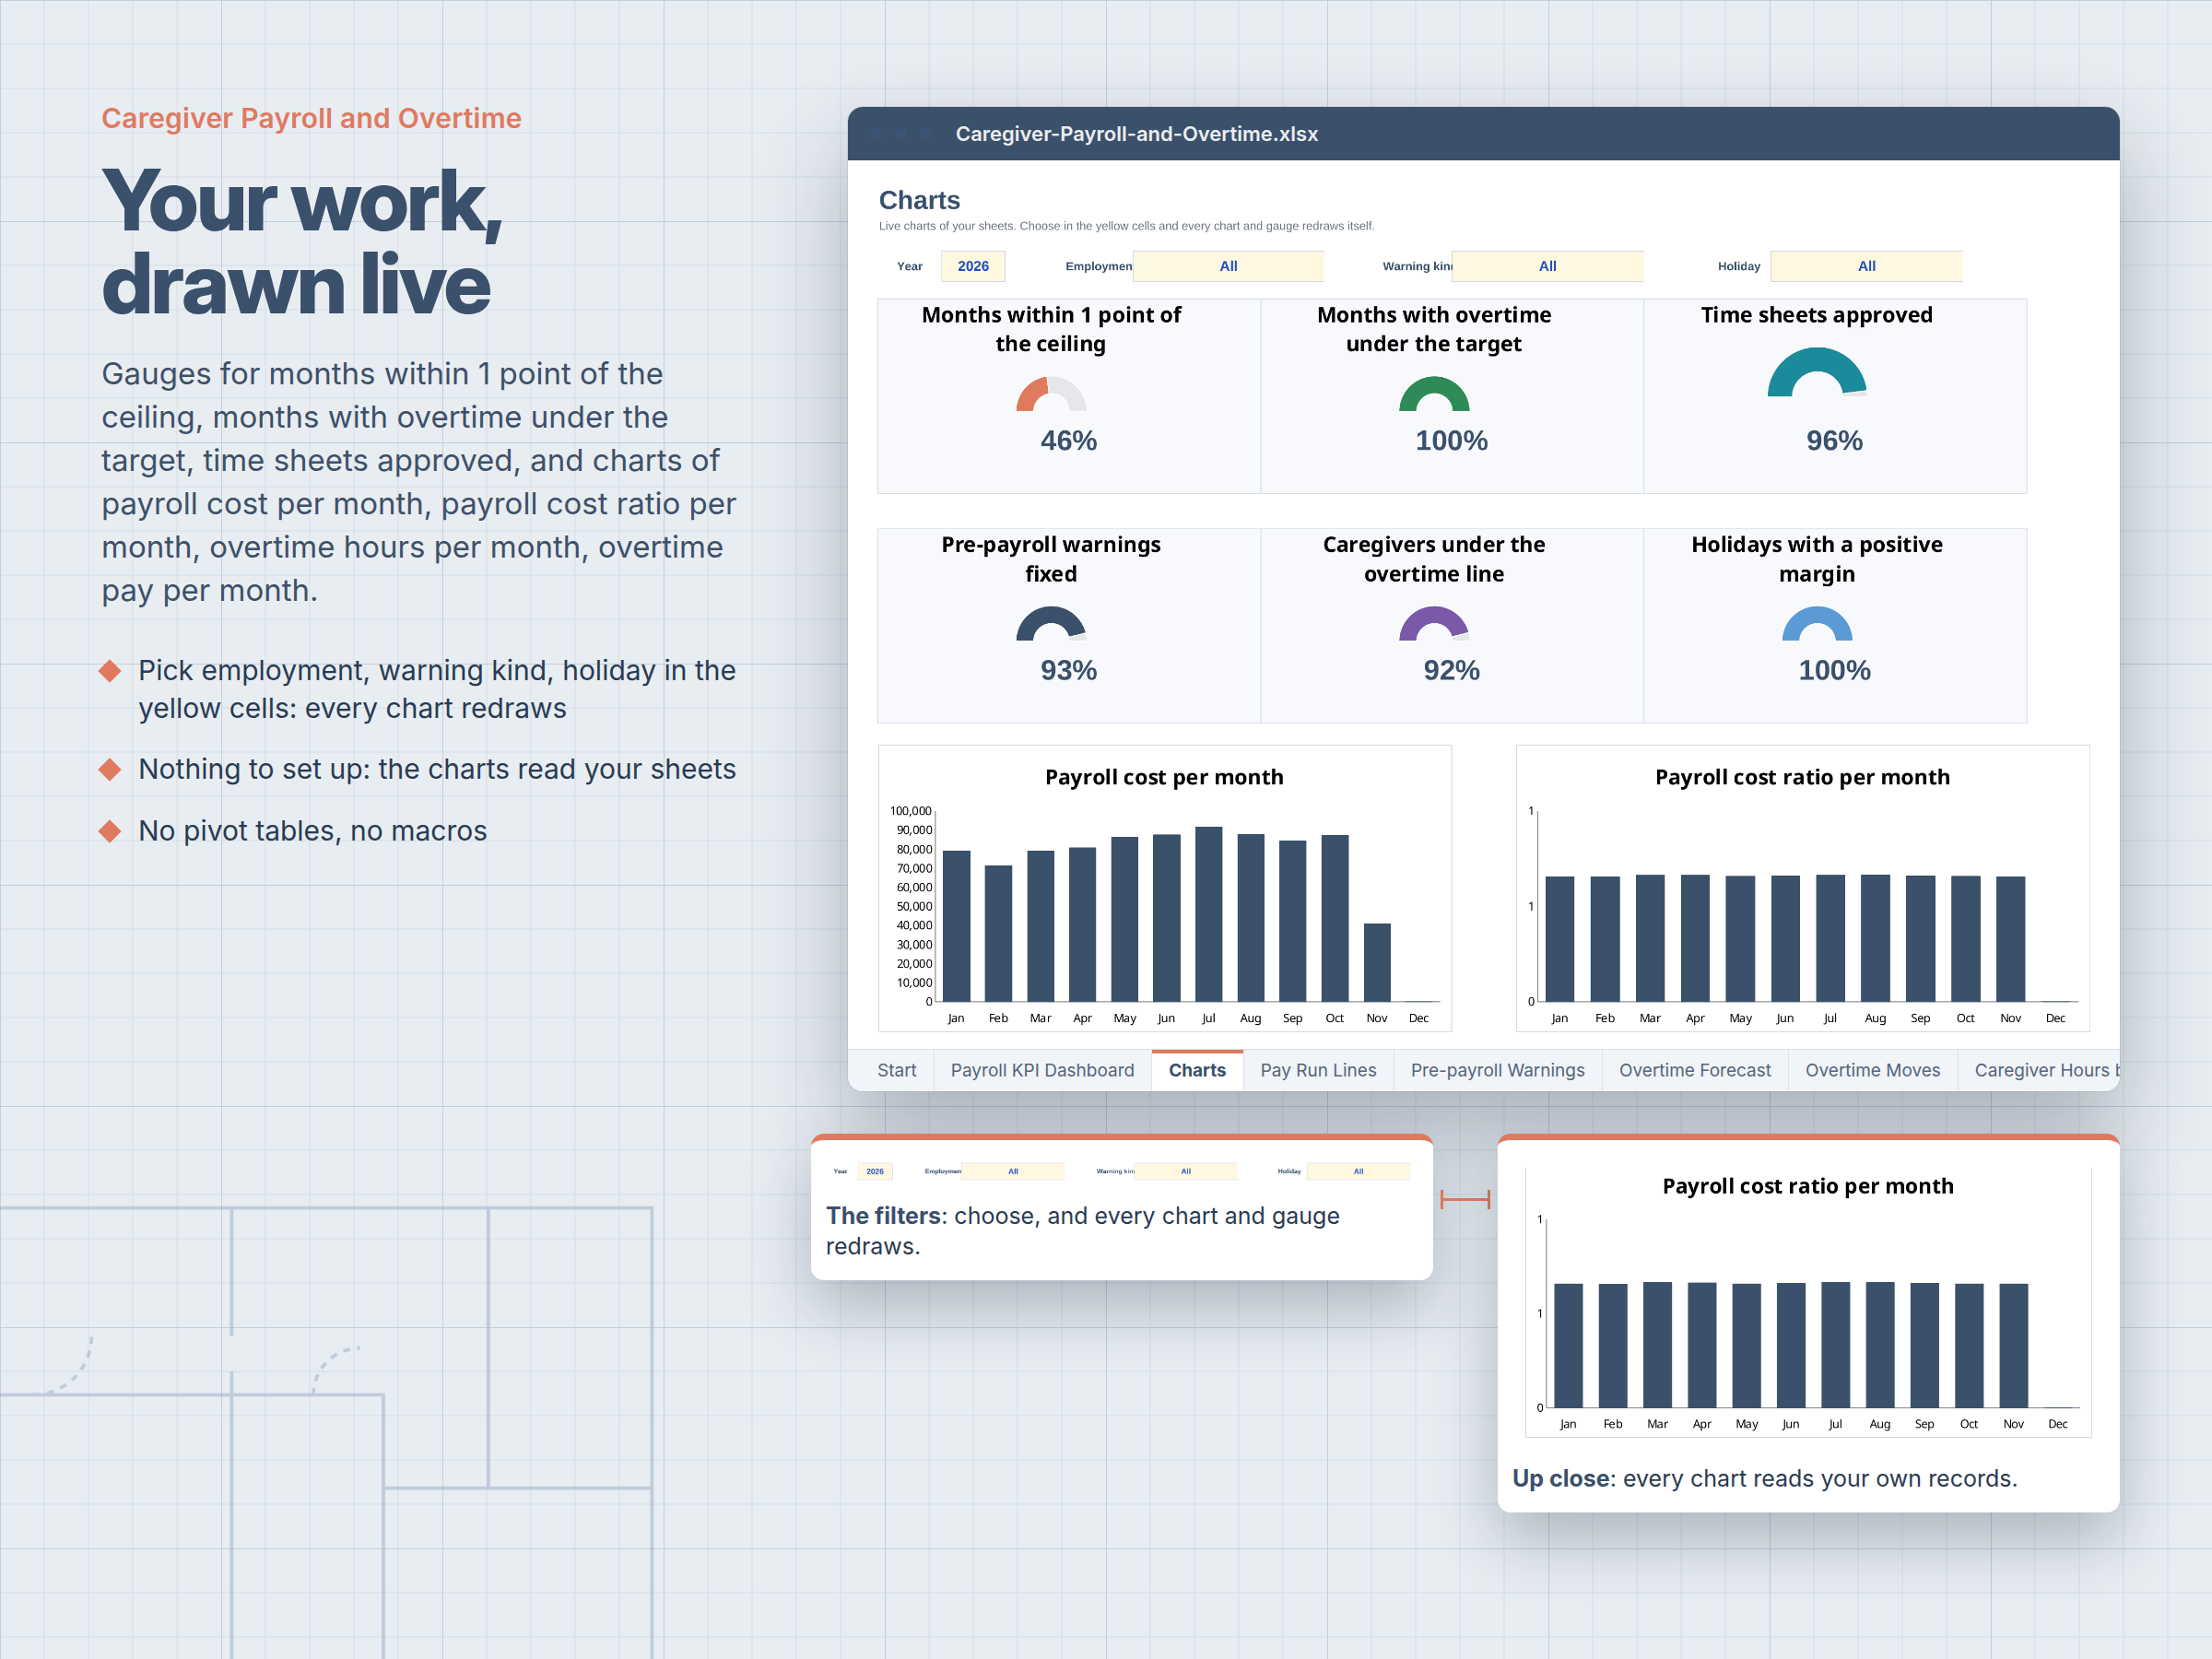 Caregiver Payroll and Overtime
Your work,
drawn live
Gauges for months within 1 point of the
ceiling, months with overtime under the
target, time sheets approved, and charts of
payroll cost per month, payroll cost ratio per
month, overtime hours per month, overtime
pay per month.
Pick employment, warning kind, holiday in the
yellow cells: every chart redraws
Nothing to set up: the charts read your sheets
No pivot tables, no macros
Caregiver-Payroll-and-Overtime.xlsx
Charts
Live charts of your sheets. Choose in the yellow cells and every chart and gauge redraws itself.
Year 2026 Employmen All Warning kin All Holiday All
Months within 1 point of
the ceiling
46%
Months with overtime
under the target
100%
Time sheets approved
96%
Pre-payroll warnings
fixed
93%
Caregivers under the
overtime line
92%
Holidays with a positive
margin
100%
Payroll cost per month
100,000
90,000
80,000
70,000
60,000
50,000
40,000
30,000
20,000
10,000
0
Jan Feb Mar Apr May Jun Jul Aug Sep Oct Nov Dec
Payroll cost ratio per month
1
1
0
Jan Feb Mar Apr May Jun Jul Aug Sep Oct Nov Dec
Start Payroll KPI Dashboard Charts Pay Run Lines Pre-payroll Warnings Overtime Forecast Overtime Moves Caregiver Hours b
Year 2026 Employmen All Warning kin All Holiday All
The filters: choose, and every chart and gauge
redraws.
Payroll cost ratio per month
1
1
0
Jan Feb Mar Apr May Jun Jul Aug Sep Oct Nov Dec
Up close: every chart reads your own records.